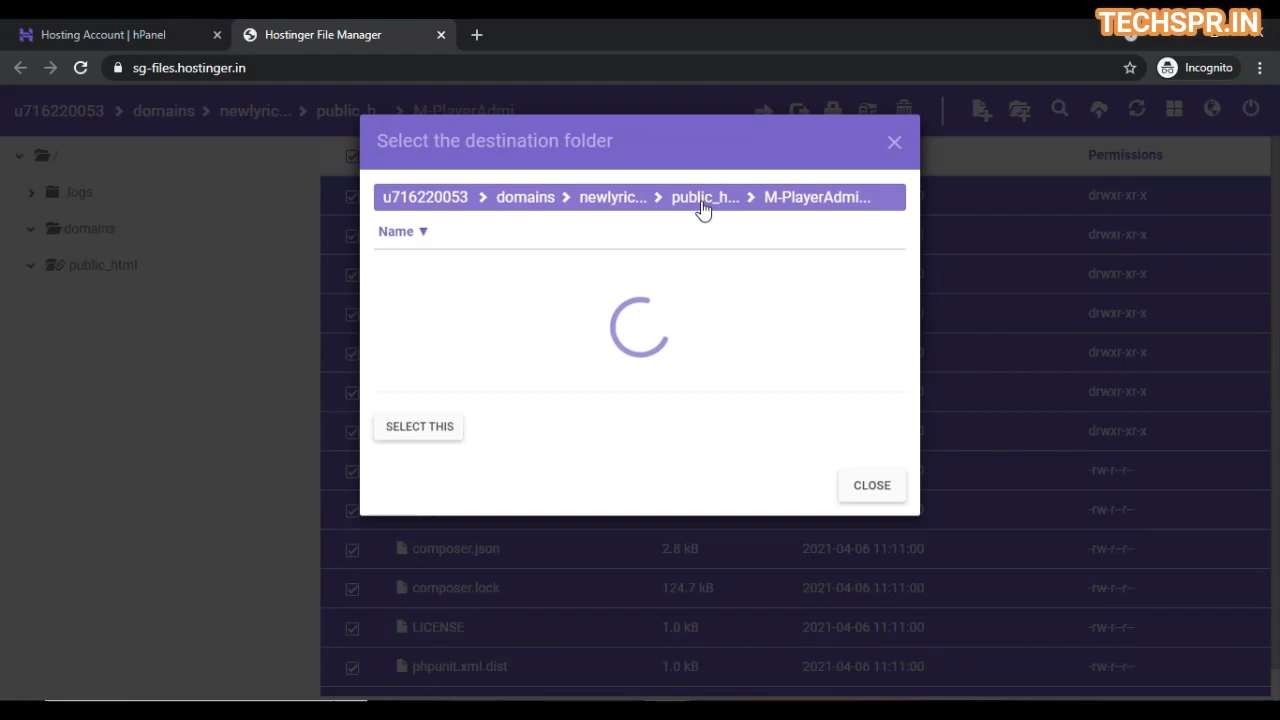 TECHSPR.IN
Hosting Account | hPanel
Hostinger File Manager
sg-files.hostinger.in
Incognito
u716220053 domains newlyric... public_h... M-PlayerAdmi
Select the destination folder
u716220053 domains newlyric... public_h... M-PlayerAdmi...
Name ▼
SELECT THIS
CLOSE
/
.logs
domains
public_html
Permissions
drwxr-xr-x
drwxr-xr-x
drwxr-xr-x
drwxr-xr-x
drwxr-xr-x
drwxr-xr-x
drwxr-xr-x
-rw-r--r--
-rw-r--r--
composer.json 2.8 kB 2021-04-06 11:11:00 -rw-r--r--
composer.lock 124.7 kB 2021-04-06 11:11:00 -rw-r--r--
LICENSE 1.0 kB 2021-04-06 11:11:00 -rw-r--r--
phpunit.xml.dist 1.0 kB 2021-04-06 11:11:00 -rw-r--r--